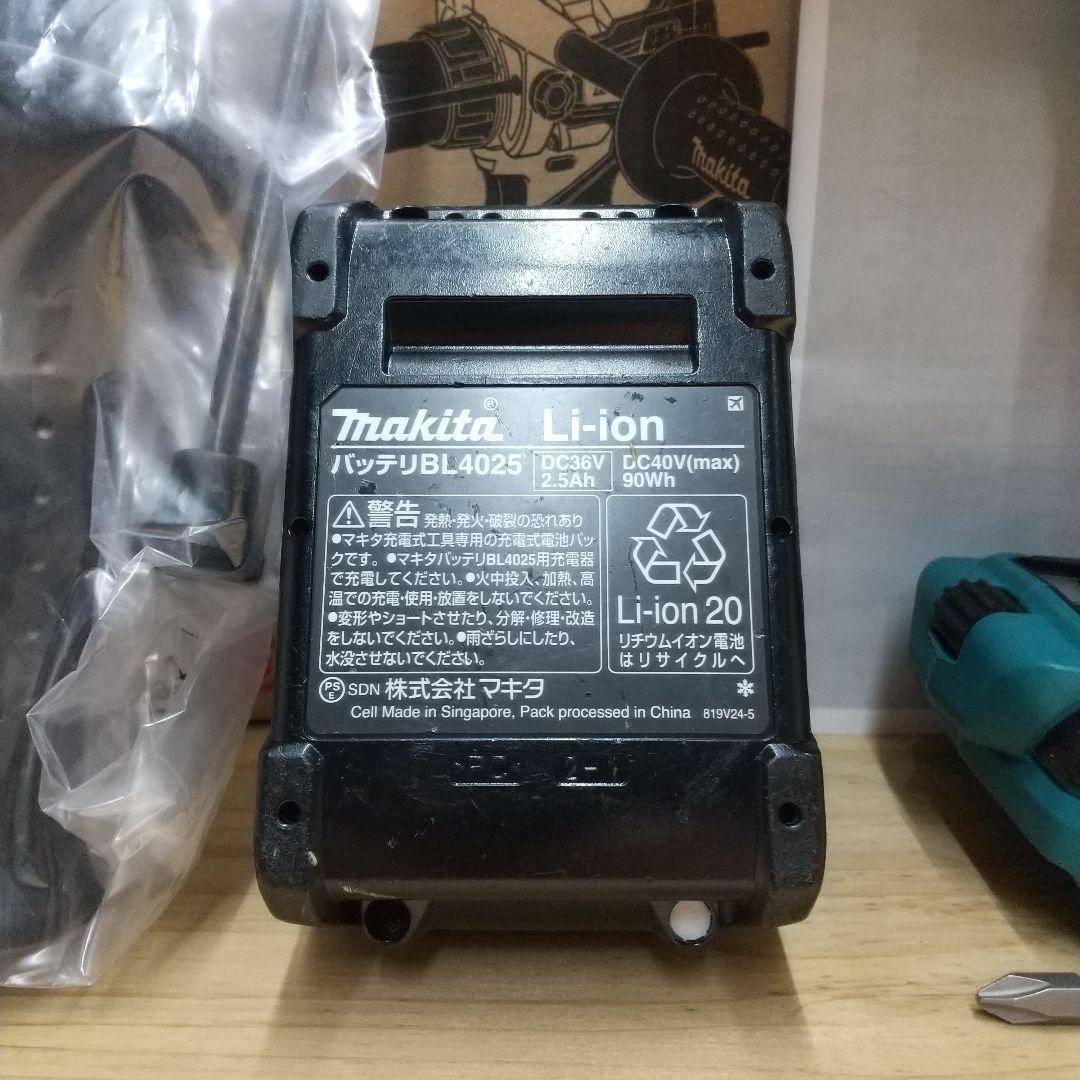 makita
makita® Li-ion
バッテリBL4025 DC36V 2.5Ah DC40V(max) 90Wh
⚠警告 発熱・発火・破裂の恐れあり
●マキタ充電式工具専用の充電式電池パッ
クです。●マキタバッテリBL4025用充電器
で充電してください。●火中投入、加熱、高
温での充電・使用・放置をしないでください。
●変形やショートさせたり、分解・修理・改造
をしないでください。●雨ざらしにしたり、
水没させないでください。
Li-ion 20
リチウムイオン電池
はリサイクルへ
PS
E SDN 株式会社マキタ
Cell Made in Singapore, Pack processed in China 819V24-5